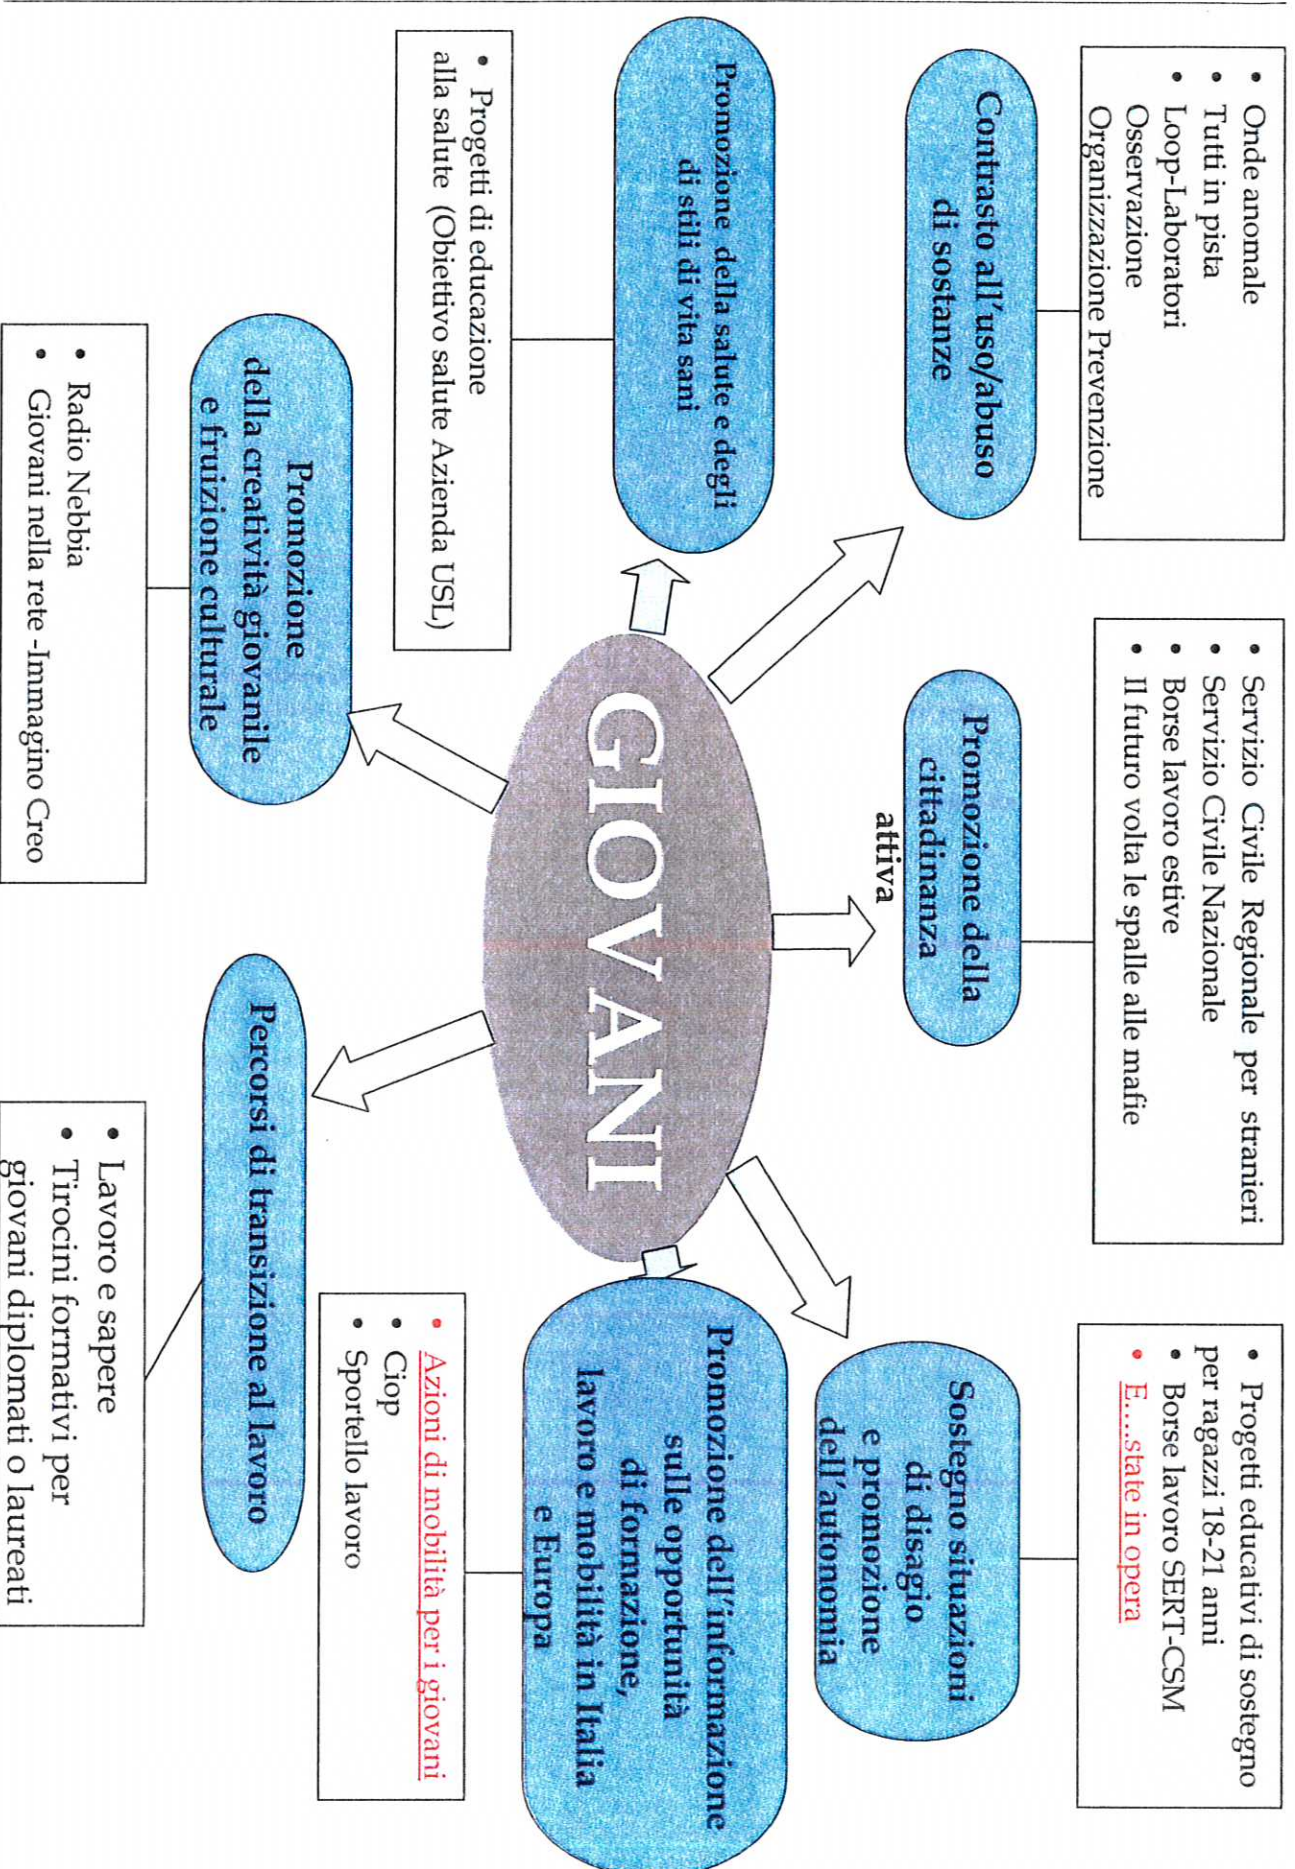 • Onde anomale
• Tutti in pista
• Loop-Laboratori
Osservazione
Organizzazione Prevenzione
• Servizio Civile Regionale per stranieri
• Servizio Civile Nazionale
• Borse lavoro estive
• Il futuro volta le spalle alle mafie
• Progetti educativi di sostegno
per ragazzi 18-21 anni
• Borse lavoro SERT-CSM
• E.....state in opera
Contrasto all'uso/abuso
di sostanze
Promozione della
cittadinanza
attiva
Sostegno situazioni
di disagio
e promozione
dell'autonomia
Promozione della salute e degli
di stili di vita sani
GIOVANI
Promozione dell'informazione
sulle opportunità
di formazione,
lavoro e mobilità in Italia
e Europa
• Progetti di educazione
alla salute (Obiettivo salute Azienda USL)
• Azioni di mobilità per i giovani
• Ciop
• Sportello lavoro
Promozione
della creatività giovanile
e fruizione culturale
Percorsi di transizione al lavoro
• Radio Nebbia
• Giovani nella rete -Immagino Creo
• Lavoro e sapere
• Tirocini formativi per
giovani diplomati o laureati